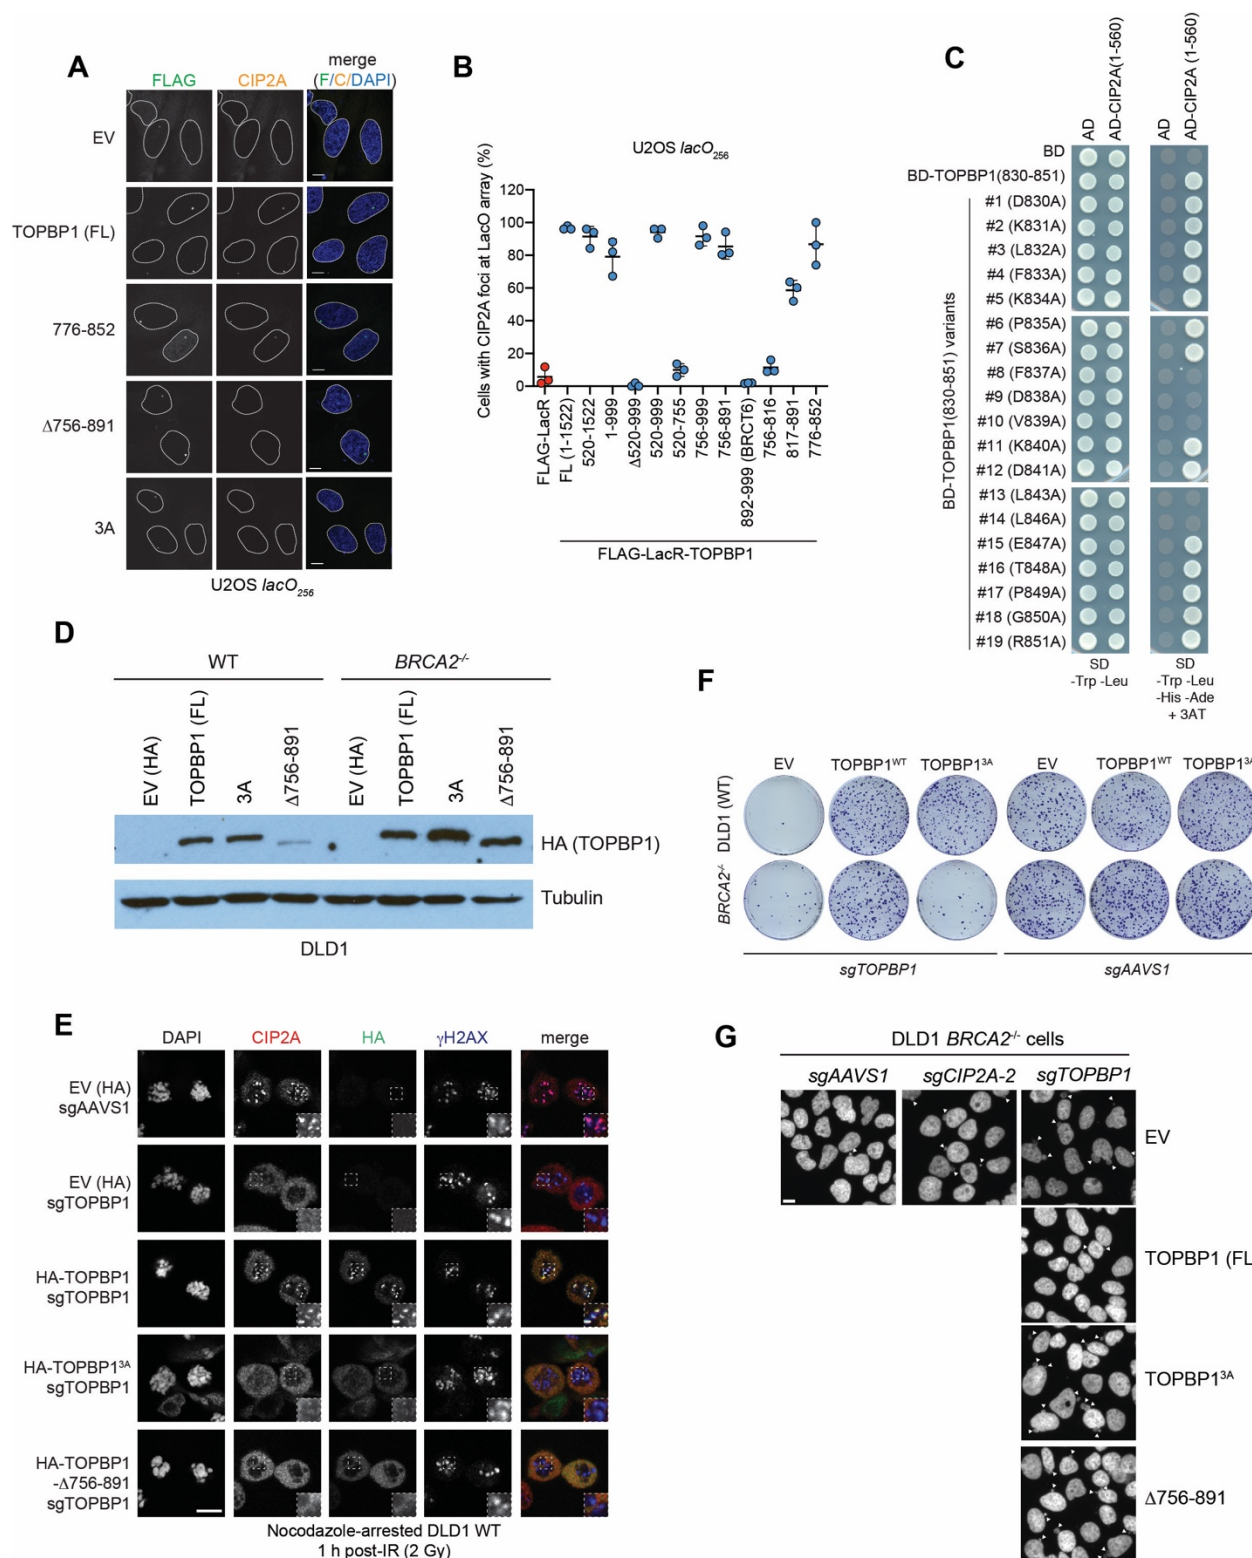 A
FLAG
CIP2A
merge
(F/C/DAPI)
EV
TOPBP1 (FL)
776-852
Δ756-891
3A
U2OS lacO256
B
U2OS lacO256
Cells with CIP2A foci at LacO array (%)
120
100
80
60
40
20
0
FLAG-LacR
FL (1-1522)
520-1522
1-999
Δ520-999
520-999
520-755
756-999
756-891
892-999 (BRCT6)
756-816
817-891
776-852
FLAG-LacR-TOPBP1
C
AD
AD-CIP2A(1-560)
AD
AD-CIP2A (1-560)
BD
BD-TOPBP1(830-851)
BD-TOPBP1(830-851) variants
#1 (D830A)
#2 (K831A)
#3 (L832A)
#4 (F833A)
#5 (K834A)
#6 (P835A)
#7 (S836A)
#8 (F837A)
#9 (D838A)
#10 (V839A)
#11 (K840A)
#12 (D841A)
#13 (L843A)
#14 (L846A)
#15 (E847A)
#16 (T848A)
#17 (P849A)
#18 (G850A)
#19 (R851A)
SD
-Trp -Leu
SD
-Trp -Leu
-His -Ade
+ 3AT
D
WT
BRCA2-/-
EV (HA)
TOPBP1 (FL)
3A
Δ756-891
EV (HA)
TOPBP1 (FL)
3A
Δ756-891
HA (TOPBP1)
Tubulin
DLD1
F
EV
TOPBP1WT
TOPBP13A
EV
TOPBP1WT
TOPBP13A
DLD1 (WT)
BRCA2-/-
sgTOPBP1
sgAAVS1
E
DAPI
CIP2A
HA
γH2AX
merge
EV (HA)
sgAAVS1
EV (HA)
sgTOPBP1
HA-TOPBP1
sgTOPBP1
HA-TOPBP13A
sgTOPBP1
HA-TOPBP1
-Δ756-891
sgTOPBP1
Nocodazole-arrested DLD1 WT
1 h post-IR (2 Gy)
G
DLD1 BRCA2-/- cells
sgAAVS1
sgCIP2A-2
sgTOPBP1
EV
TOPBP1 (FL
TOPBP13A
Δ756-891